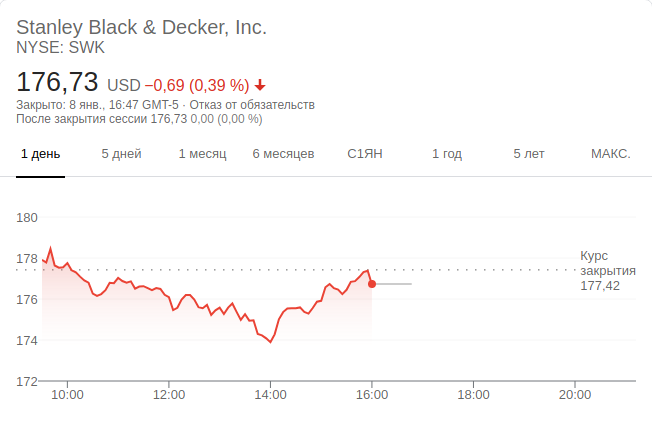 Stanley Black & Decker, Inc.
NYSE: SWK
176,73 USD −0,69 (0,39 %)
Закрыто: 8 янв., 16:47 GMT-5 · Отказ от обязательств
После закрытия сессии 176,73 0,00 (0,00 %)
1 день 5 дней 1 месяц 6 месяцев С1ЯН 1 год 5 лет МАКС.
180
178
176
174
172
Курс
закрытия
177,42
10:00 12:00 14:00 16:00 18:00 20:00